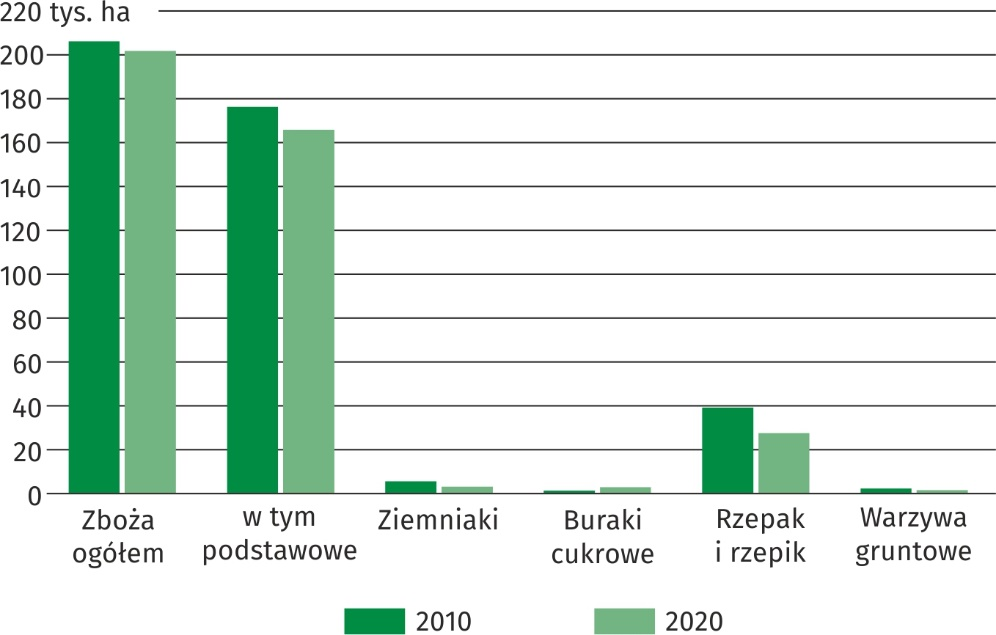 220 tys. ha
200
180
160
140
120
100
80
60
40
20
0
Zboża
ogółem
w tym
podstawowe
Ziemniaki
Buraki
cukrowe
Rzepak
i rzepik
Warzywa
gruntowe
2010
2020